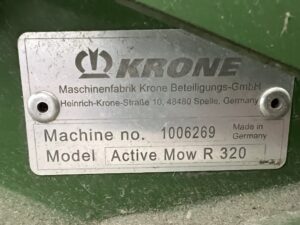 KRONE
Maschinenfabrik Krone Beteiligungs-GmbH
Heinrich-Krone-Straße 10, 48480 Spelle, Germany
Machine no. 1006269 Made in Germany
Model Active Mow R 320